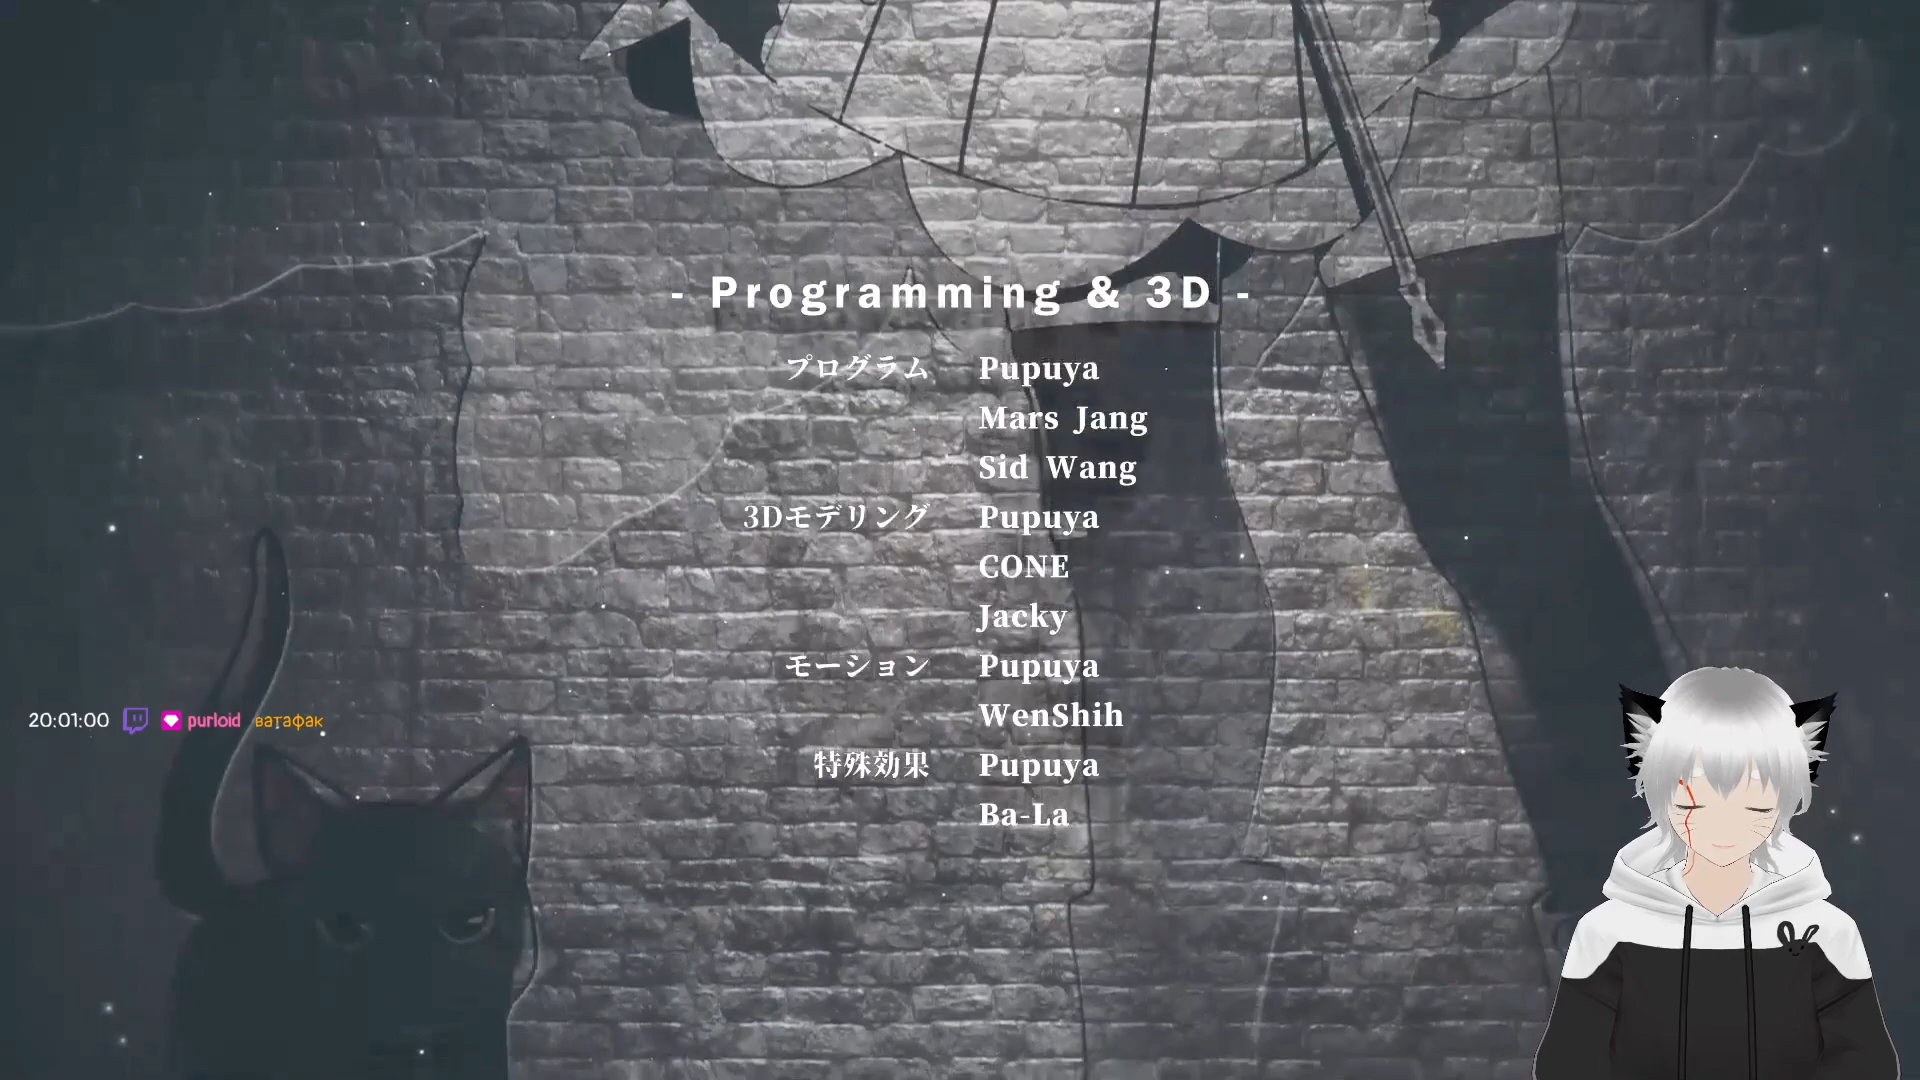 - Programming & 3D -
プログラム Pupuya
Mars Jang
Sid Wang
3Dモデリング Pupuya
CONE
Jacky
モーション Pupuya
WenShih
特殊効果 Pupuya
Ba-La
20:01:00 purloid ватафак